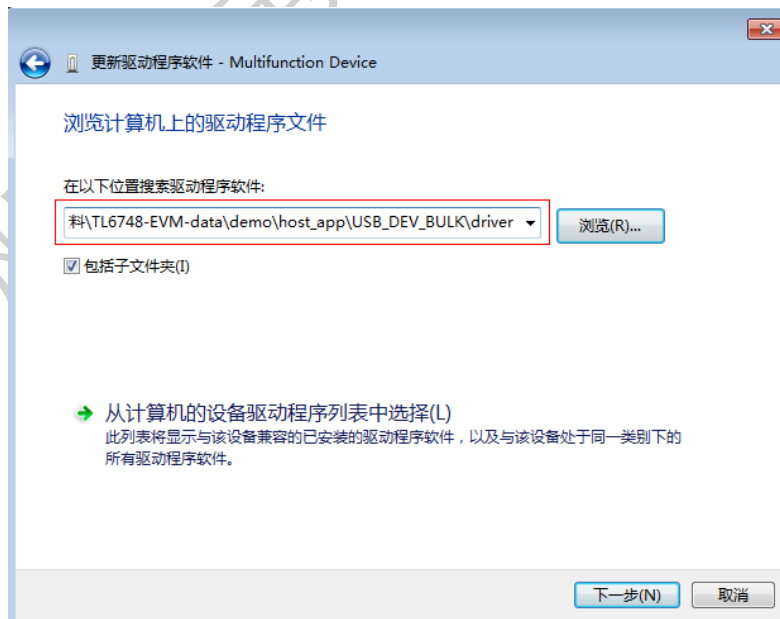 更新驱动程序软件 - Multifunction Device
浏览计算机上的驱动程序文件
在以下位置搜索驱动程序软件:
料\TL6748-EVM-data\demo\host_app\USB_DEV_BULK\driver
浏览(R)...
包括子文件夹(I)
从计算机的设备驱动程序列表中选择(L)
此列表将显示与该设备兼容的已安装的驱动程序软件，以及与该设备处于同一类别下的
所有驱动程序软件。
下一步(N)
取消